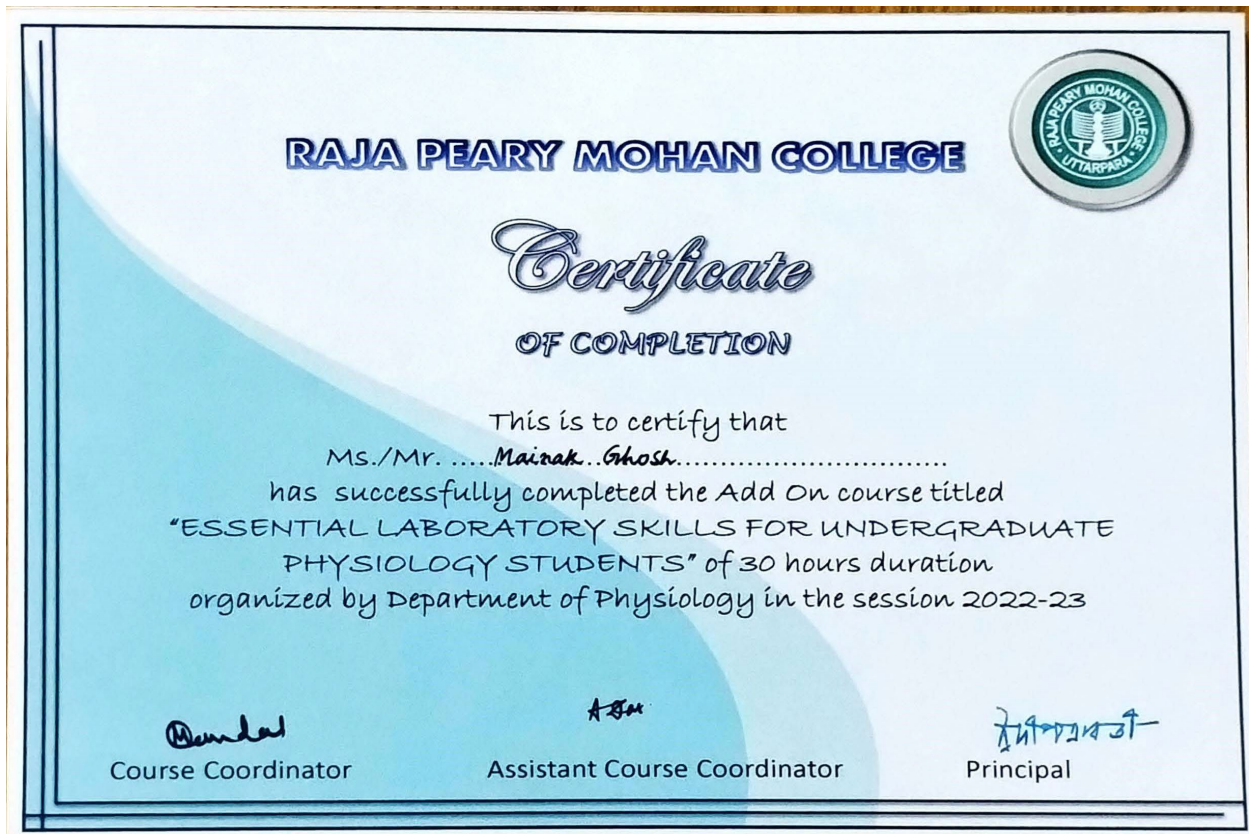 RAJA PEARY MOHAN COLLEGE
RAJA PEARY MOHAN COLLEGE
UTTARPARA
Certificate
OF COMPLETION
This is to certify that
Ms./Mr. .....Mainak..Ghosh..............................
has successfully completed the Add On course titled
"ESSENTIAL LABORATORY SKILLS FOR UNDERGRADUATE
PHYSIOLOGY STUDENTS" of 30 hours duration
organized by Department of Physiology in the session 2022-23
Course Coordinator
Assistant Course Coordinator
Principal